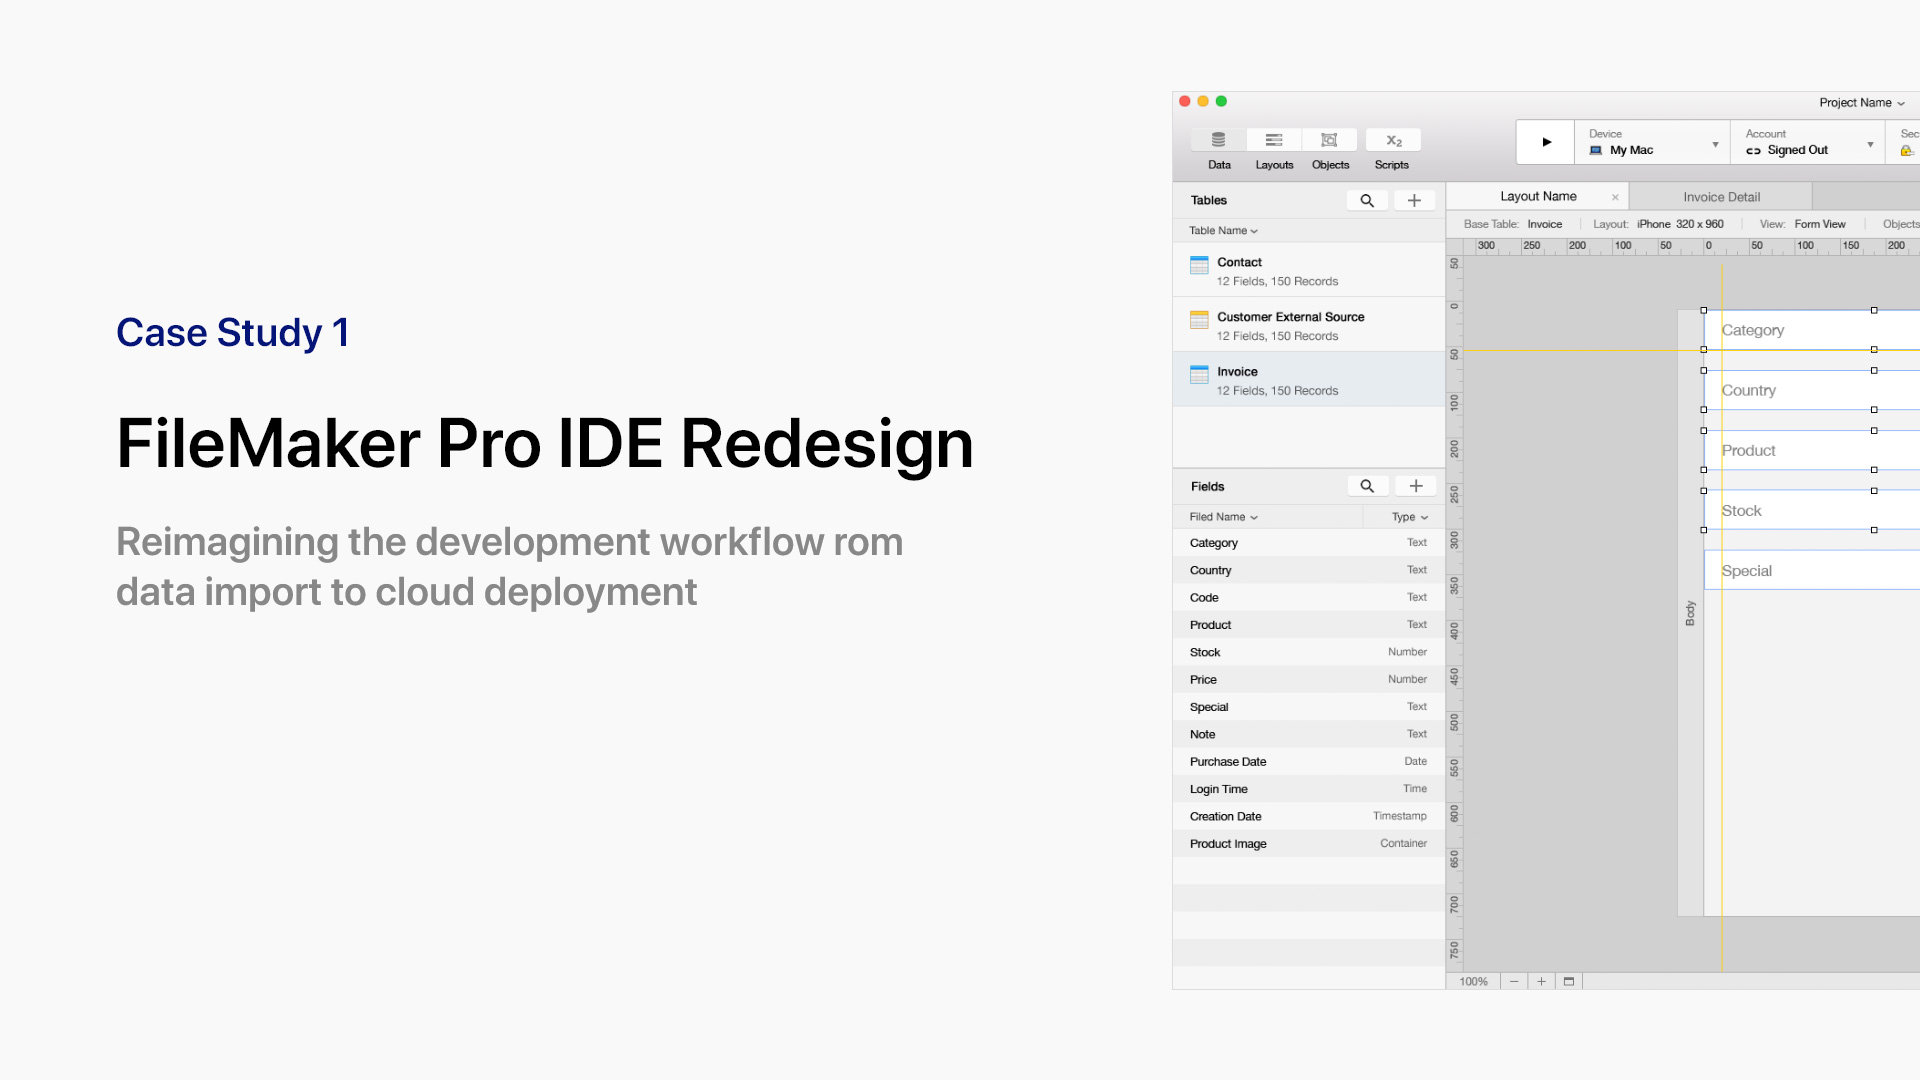 Case Study 1
FileMaker Pro IDE Redesign
Reimagining the development workflow rom
data import to cloud deployment
Project Name
Data Layouts Objects Scripts
Device
My Mac
Account
Signed Out
Sec
Tables
Table Name
Contact
12 Fields, 150 Records
Customer External Source
12 Fields, 150 Records
Invoice
12 Fields, 150 Records
Fields
Filed Name Type
Category Text
Country Text
Code Text
Product Text
Stock Number
Price Number
Special Text
Note Text
Purchase Date Date
Login Time Time
Creation Date Timestamp
Product Image Container
Layout Name × Invoice Detail
Base Table: Invoice Layout: iPhone 320 x 960 View: Form View Objects
300 250 200 100 50 0 50 100 150 200
50
0
50
100
200
250
300
350
400
450
500
550
600
650
700
750
Category
Country
Product
Stock
Special
Body
100%